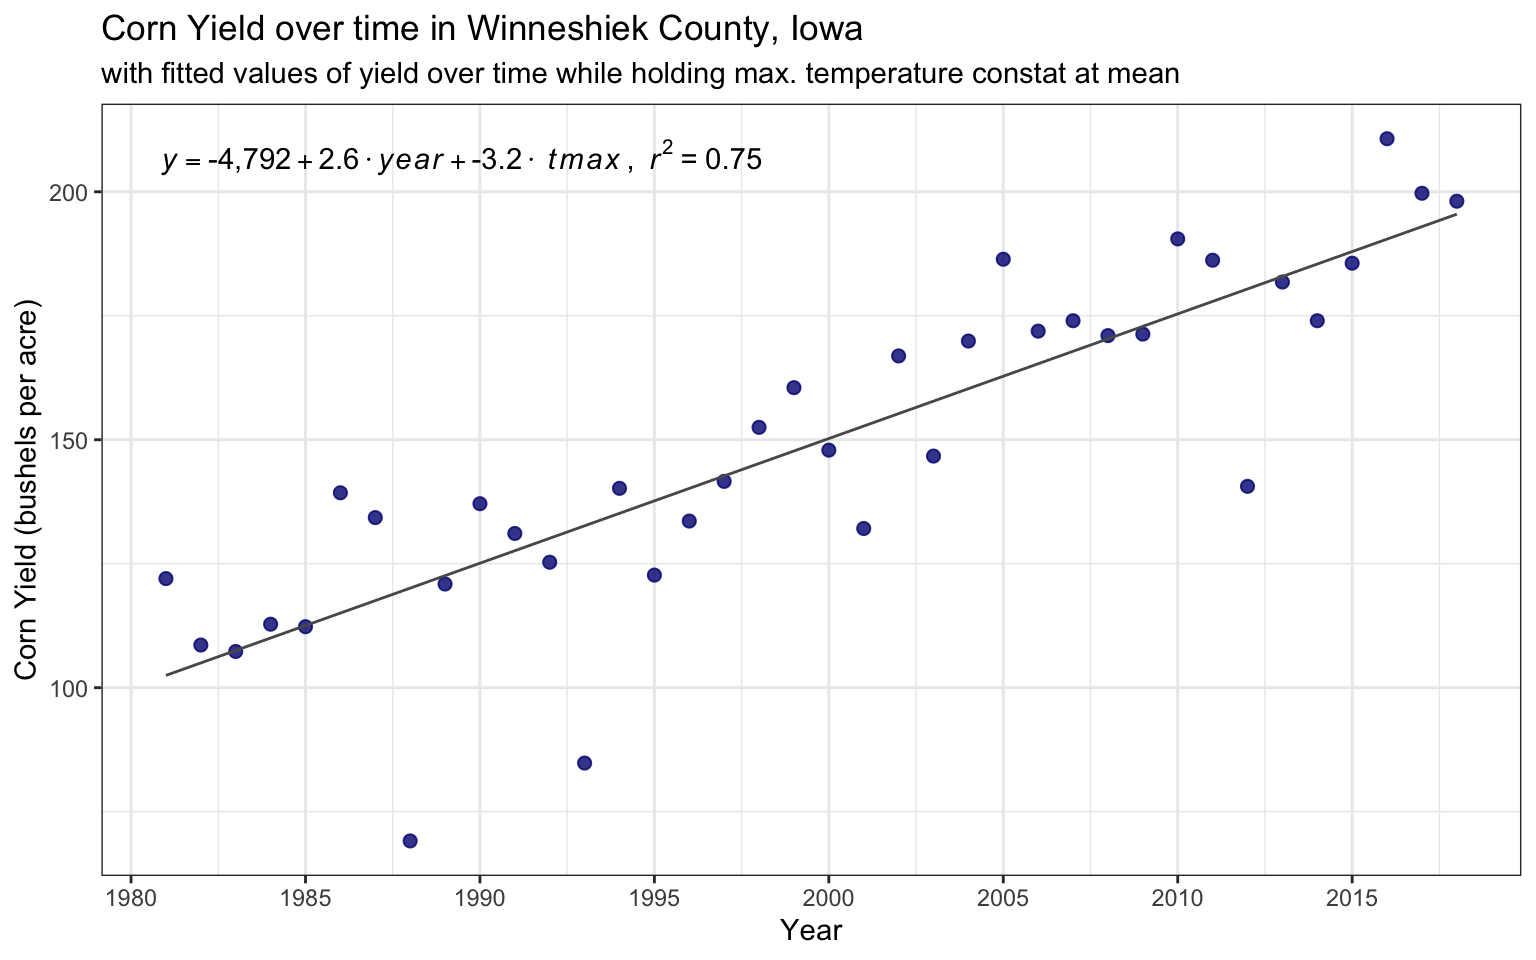 Corn Yield over time in Winneshiek County, Iowa
with fitted values of yield over time while holding max. temperature constat at mean
y = -4,792 + 2.6 · year + -3.2 · tmax , r² = 0.75
Corn Yield (bushels per acre)
200
150
100
1980 1985 1990 1995 2000 2005 2010 2015
Year